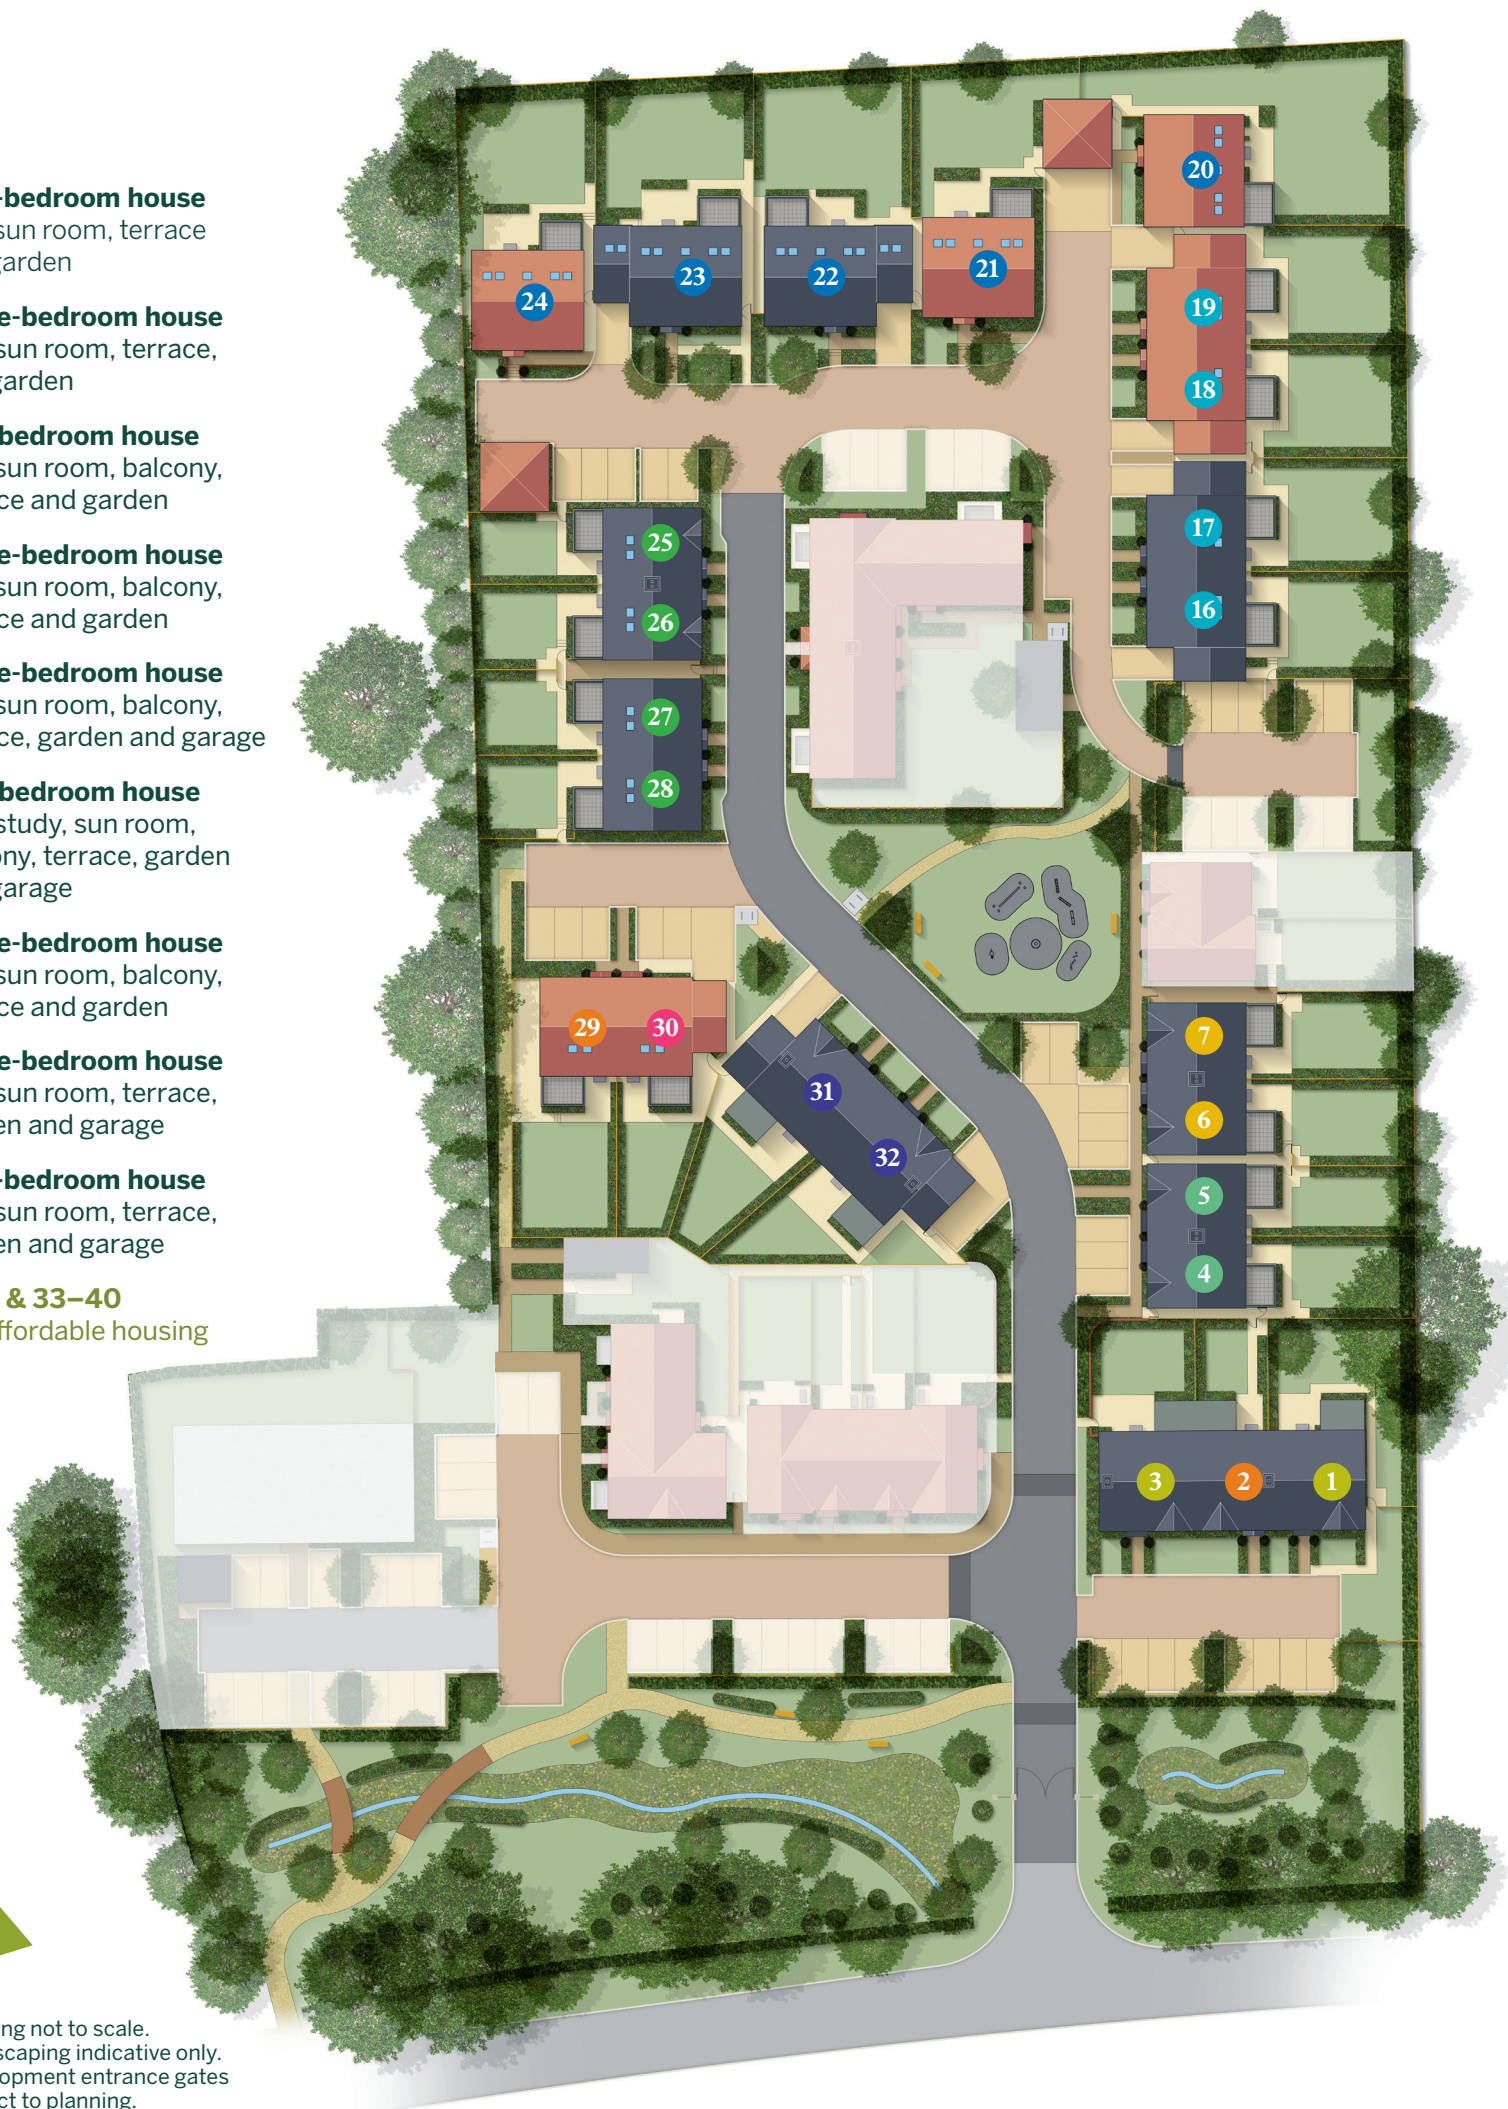 -bedroom house
sun room, terrace
garden
e-bedroom house
sun room, terrace,
garden
bedroom house
sun room, balcony,
ce and garden
e-bedroom house
sun room, balcony,
ce and garden
e-bedroom house
sun room, balcony,
ce, garden and garage
bedroom house
study, sun room,
ny, terrace, garden
garage
e-bedroom house
sun room, balcony,
ce and garden
e-bedroom house
sun room, terrace,
en and garage
-bedroom house
sun room, terrace,
en and garage
& 33–40
ffordable housing
ng not to scale.
scaping indicative only.
opment entrance gates
ct to planning.
20
24
23
22
21
19
18
17
16
25
26
27
28
29
30
31
32
7
6
5
4
3
2
1